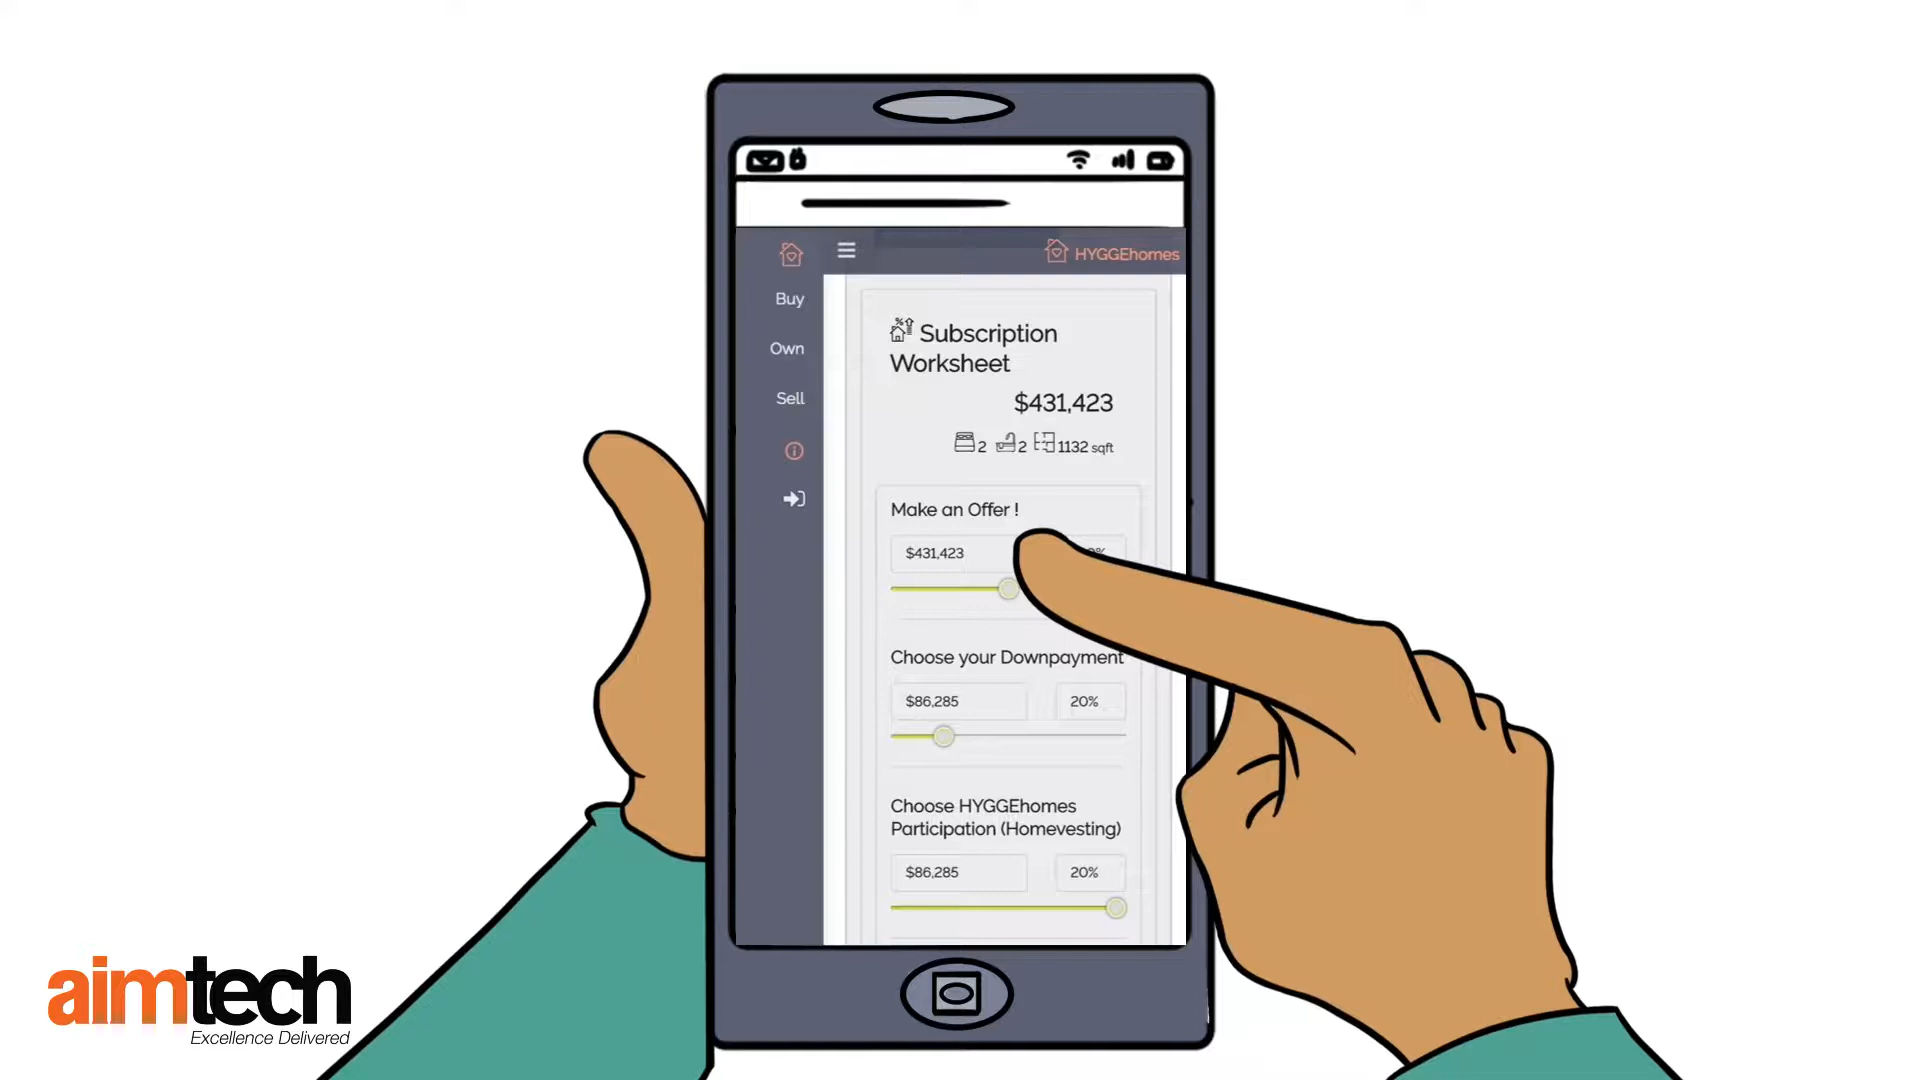 HYGGEhomes
Buy
Own
Sell
Subscription
Worksheet
$431,423
2 2 1132 sqft
Make an Offer !
$431,423
Choose your Downpayment
$86,285 20%
Choose HYGGEhomes
Participation (Homevesting)
$86,285 20%
aimtech
Excellence Delivered